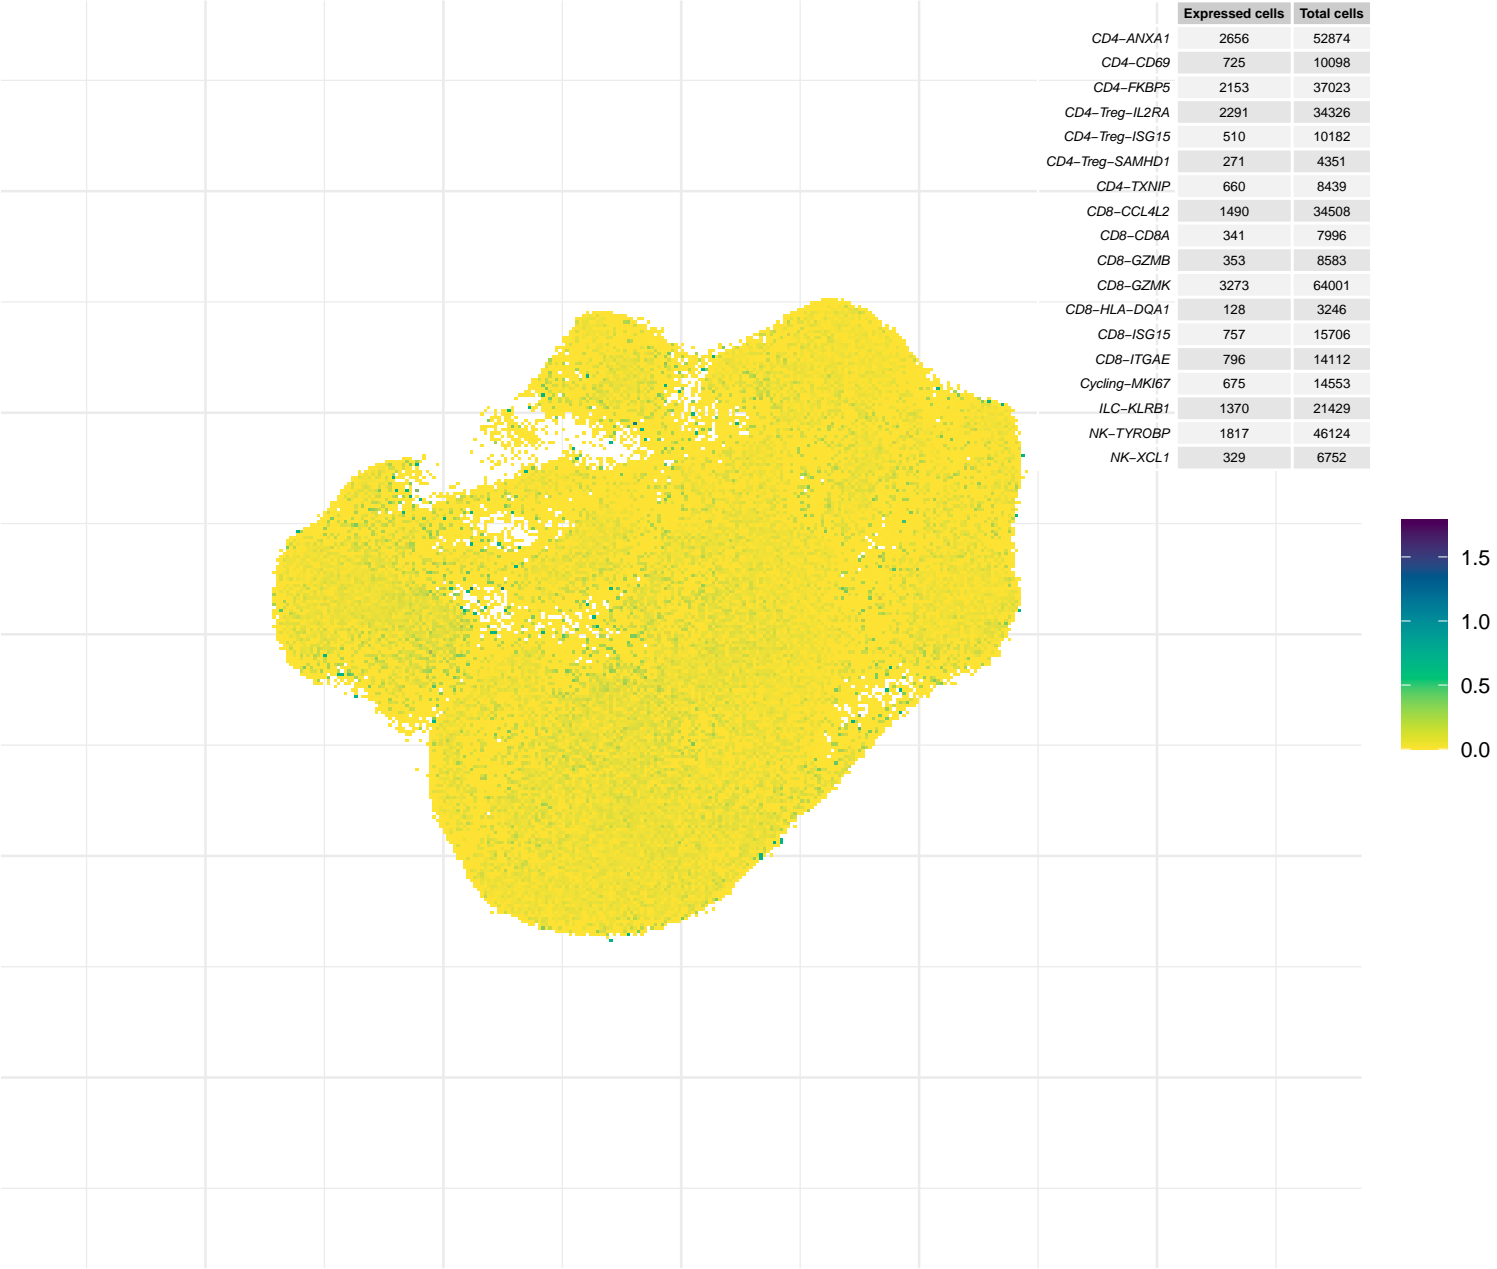 Expressed cells Total cells
CD4−ANXA1 2656 52874
CD4−CD69 725 10098
CD4−FKBP5 2153 37023
CD4−Treg−IL2RA 2291 34326
CD4−Treg−ISG15 510 10182
CD4−Treg−SAMHD1 271 4351
CD4−TXNIP 660 8439
CD8−CCL4L2 1490 34508
CD8−CD8A 341 7996
CD8−GZMB 353 8583
CD8−GZMK 3273 64001
CD8−HLA−DQA1 128 3246
CD8−ISG15 757 15706
CD8−ITGAE 796 14112
Cycling−MKI67 675 14553
ILC−KLRB1 1370 21429
NK−TYROBP 1817 46124
NK−XCL1 329 6752
1.5
1.0
0.5
0.0